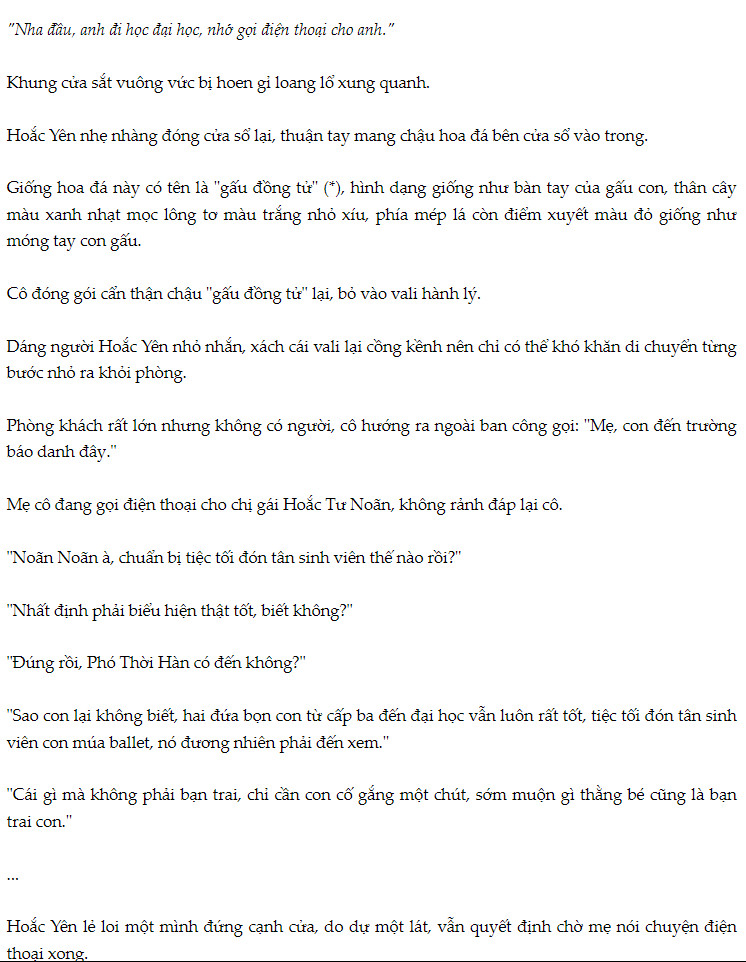 "Nha đầu, anh đi học đại học, nhớ gọi điện thoại cho anh."
Khung cửa sắt vuông vức bị hoen gỉ loang lổ xung quanh.
Hoắc Yên nhẹ nhàng đóng cửa sổ lại, thuận tay mang chậu hoa đá bên cửa sổ vào trong.
Giống hoa đá này có tên là "gấu đồng tử" (*), hình dạng giống như bàn tay của gấu con, thân cây
màu xanh nhạt mọc lông tơ màu trắng nhỏ xíu, phía mép lá còn điểm xuyết màu đỏ giống như
móng tay con gấu.
Cô đóng gói cẩn thận chậu "gấu đồng tử" lại, bỏ vào vali hành lý.
Dáng người Hoắc Yên nhỏ nhắn, xách cái vali lại cồng kềnh nên chỉ có thể khó khăn di chuyển từng
bước nhỏ ra khỏi phòng.
Phòng khách rất lớn nhưng không có người, cô hướng ra ngoài ban công gọi: "Mẹ, con đến trường
báo danh đây."
Mẹ cô đang gọi điện thoại cho chị gái Hoắc Tư Noãn, không rảnh đáp lại cô.
"Noãn Noãn à, chuẩn bị tiệc tối đón tân sinh viên thế nào rồi?"
"Nhất định phải biểu hiện thật tốt, biết không?"
"Đúng rồi, Phó Thời Hàn có đến không?"
"Sao con lại không biết, hai đứa bọn con từ cấp ba đến đại học vẫn luôn rất tốt, tiệc tối đón tân sinh
viên con múa ballet, nó đương nhiên phải đến xem."
"Cái gì mà không phải bạn trai, chỉ cần con cố gắng một chút, sớm muộn gì thằng bé cũng là bạn
trai con."
...
Hoắc Yên lẻ loi một mình đứng cạnh cửa, do dự một lát, vẫn quyết định chờ mẹ nói chuyện điện
thoại xong.